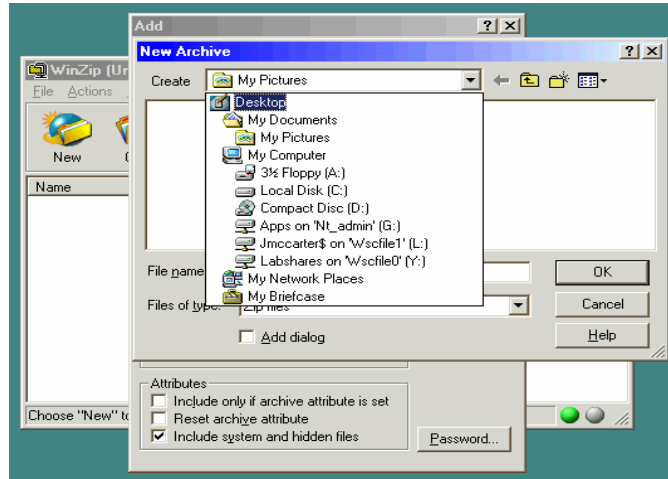 Add
New Archive
WinZip (Ur
File Actions
Create My Pictures
New
Name
Desktop
My Documents
My Pictures
My Computer
3½ Floppy (A:)
Local Disk (C:)
Compact Disc (D:)
Apps on 'Nt_admin' (G:)
Jmccarter$ on 'Wscfile1' (L:)
Labshares on 'Wscfile0' (Y:)
My Network Places
My Briefcase
File name
OK
Files of type: Zip files
Cancel
Add dialog
Help
Attributes
Include only if archive attribute is set
Reset archive attribute
Include system and hidden files
Password...
Choose "New" to